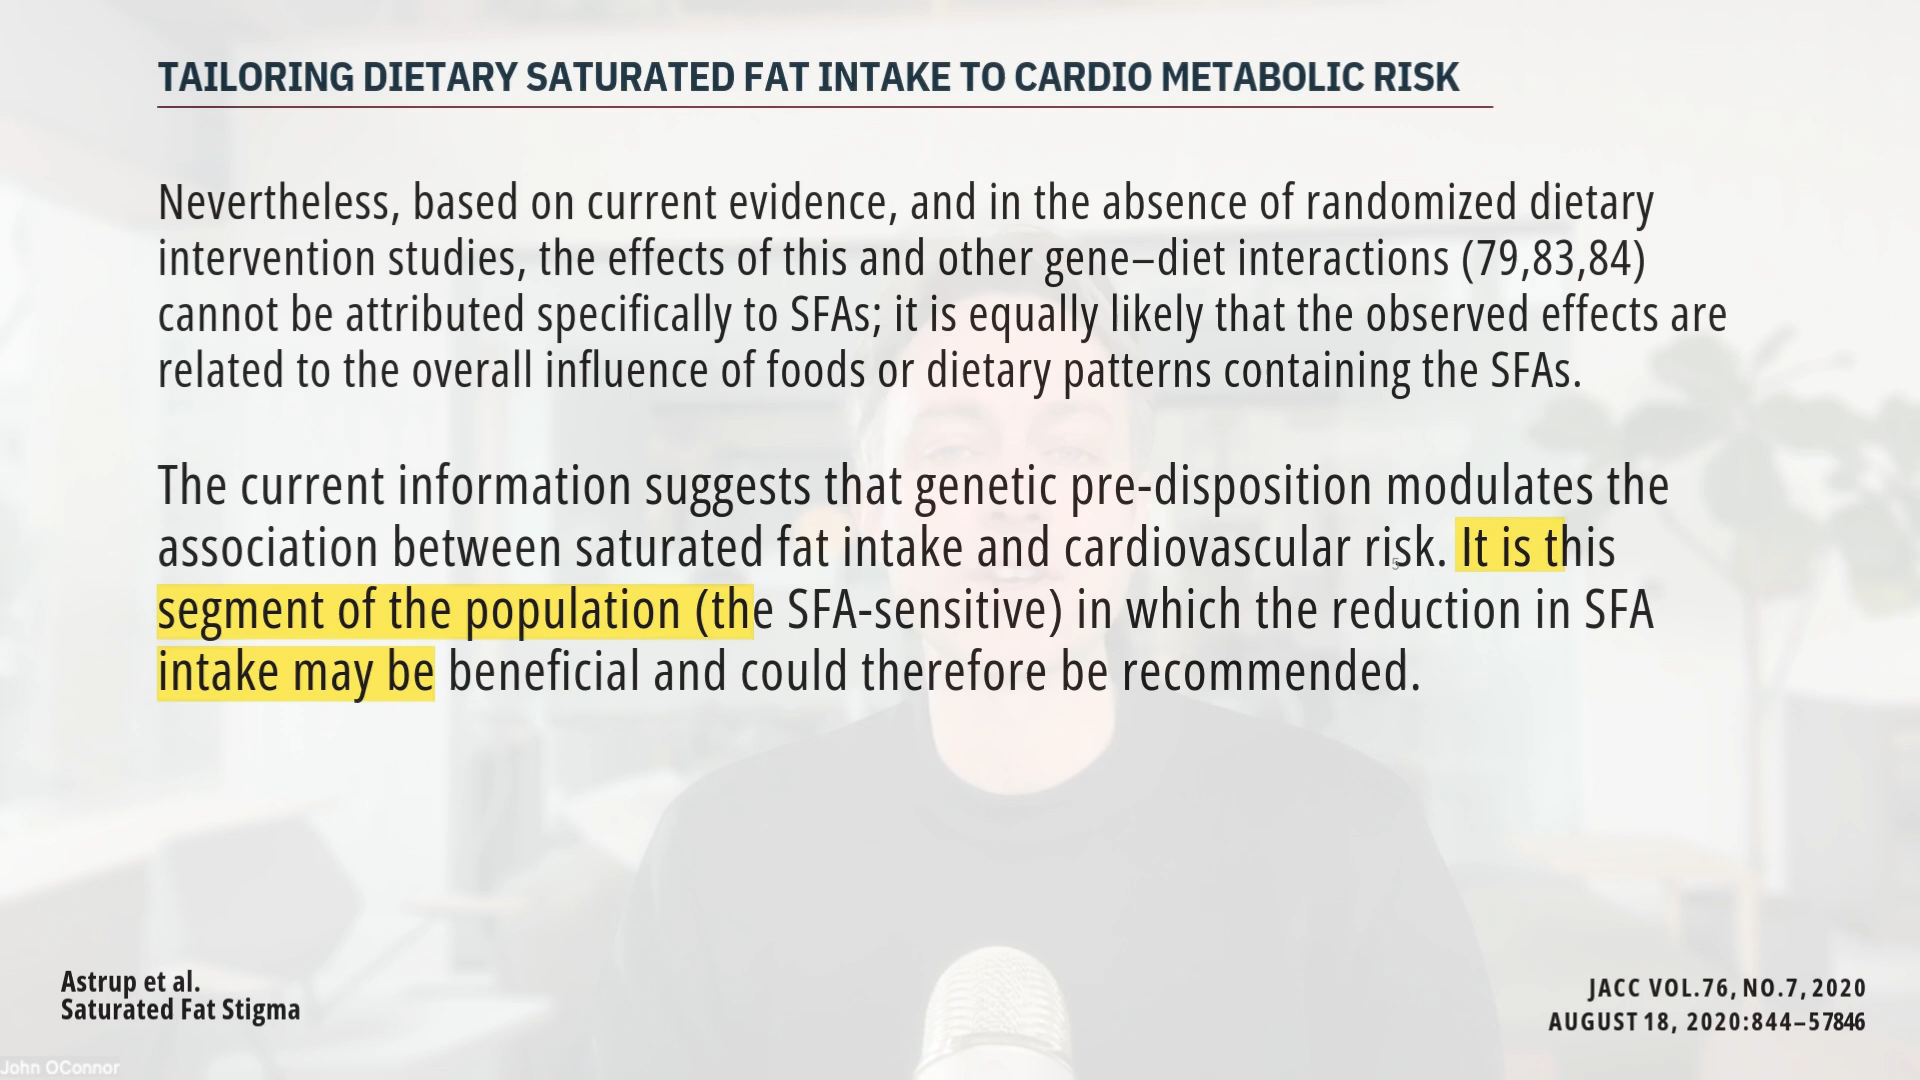 TAILORING DIETARY SATURATED FAT INTAKE TO CARDIO METABOLIC RISK
Nevertheless, based on current evidence, and in the absence of randomized dietary
intervention studies, the effects of this and other gene–diet interactions (79,83,84)
cannot be attributed specifically to SFAs; it is equally likely that the observed effects are
related to the overall influence of foods or dietary patterns containing the SFAs.
The current information suggests that genetic pre-disposition modulates the
association between saturated fat intake and cardiovascular risk. It is this
segment of the population (the SFA-sensitive) in which the reduction in SFA
intake may be beneficial and could therefore be recommended.
5
Astrup et al.
Saturated Fat Stigma
JACC VOL.76, NO.7, 2020
AUGUST 18, 2020:844–57846
John OConnor